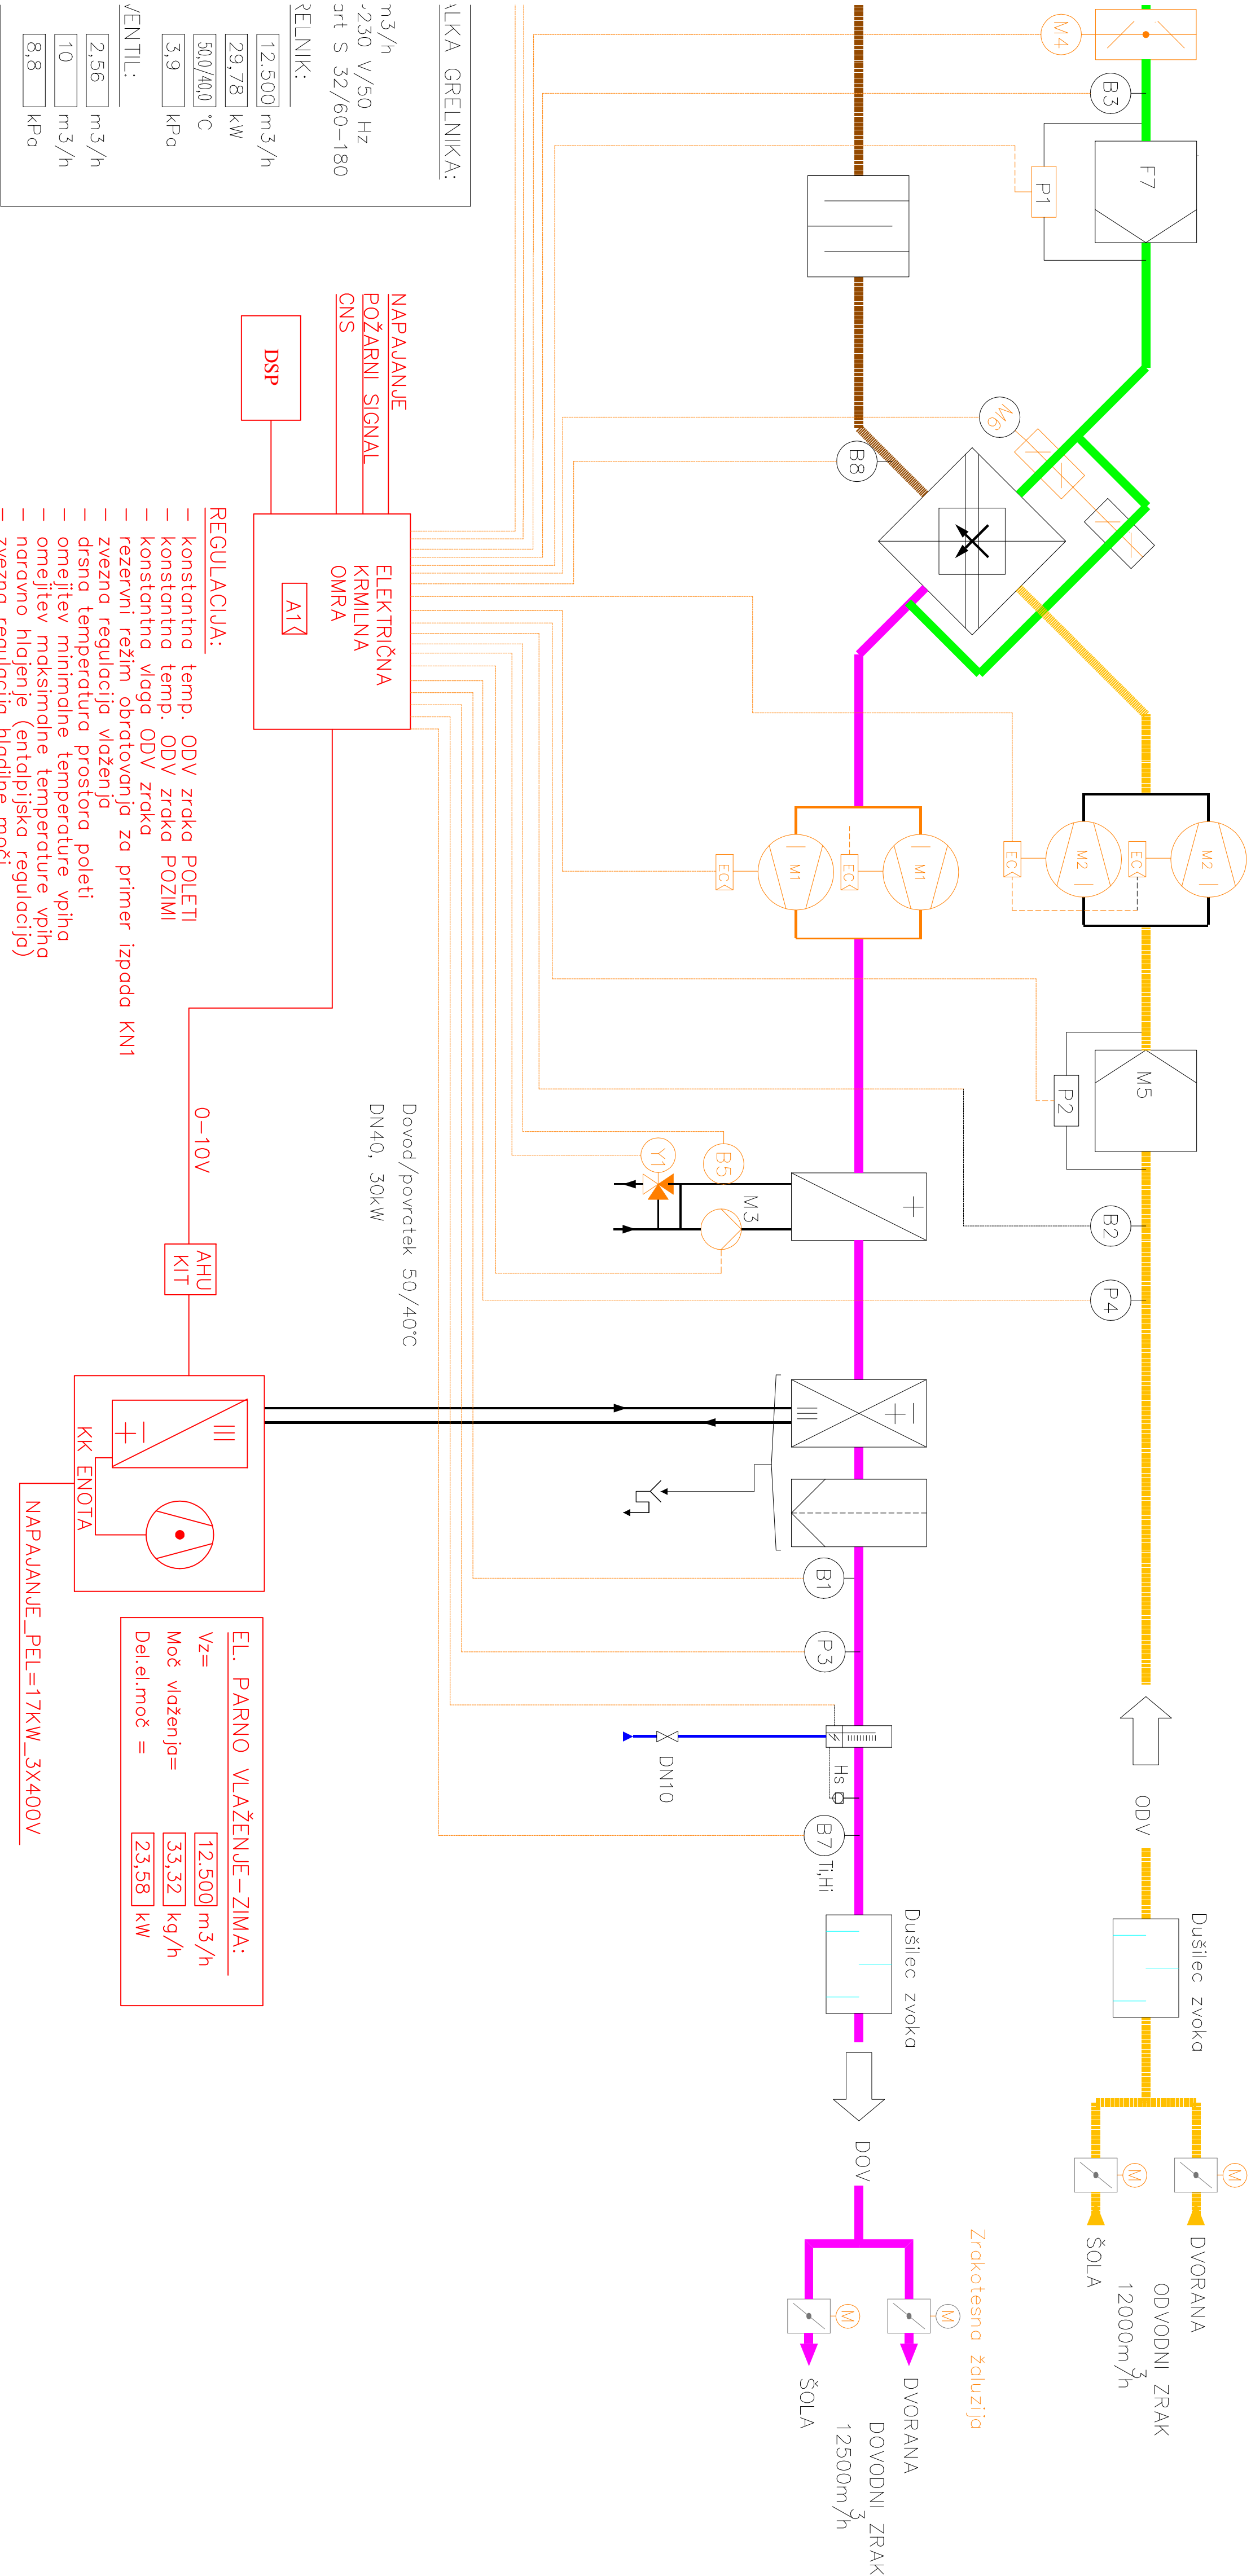 M4
B3
F7
P1
M6
B8
M2
M2
EC
EC
M1
M1
EC
EC
M5
P2
B2
P4
ODV
Dušilec zvoka
M
M
DVORANA
ŠOLA
ODVODNI ZRAK
12000m3/h
Zrakotesna žaluzija
B5
Y1
M3
Dovod/povratek 50/40°C
DN40, 30kW
B1
P3
DN10
Hs
B7
Ti,Hi
Dušilec zvoka
DOV
M
M
DVORANA
ŠOLA
DOVODNI ZRAK
12500m3/h
ALKA GRELNIKA:
m3/h
230 V/50 Hz
art S 32/60-180
RELNIK:
12.500 m3/h
29,78 kW
50,0/40,0 °C
3,9 kPa
VENTIL:
2,56 m3/h
10 m3/h
8,8 kPa
NAPAJANJE
POŽARNI SIGNAL
CNS
DSP
ELEKTRIČNA
KRMILNA
OMRA
A1
REGULACIJA:
- konstantna temp. ODV zraka POLETI
- konstantna temp. ODV zraka POZIMI
- konstantna vlaga ODV zraka
- rezervni režim obratovanja za primer izpada KN1
- zvezna regulacija vlaženja
- drsna temperatura prostora poleti
- omejitev minimalne temperature vpiha
- omejitev maksimalne temperature vpiha
- naravno hlajenje (entalpijska regulacija)
- zvezna regulacija hladilne moči
0-10V
AHU
KIT
KK ENOTA
NAPAJANJE_PEL=17KW_3X400V
EL. PARNO VLAŽENJE-ZIMA:
Vz= 12.500 m3/h
Moč vlaženja= 33,32 kg/h
Del.el.moč = 23,58 kW